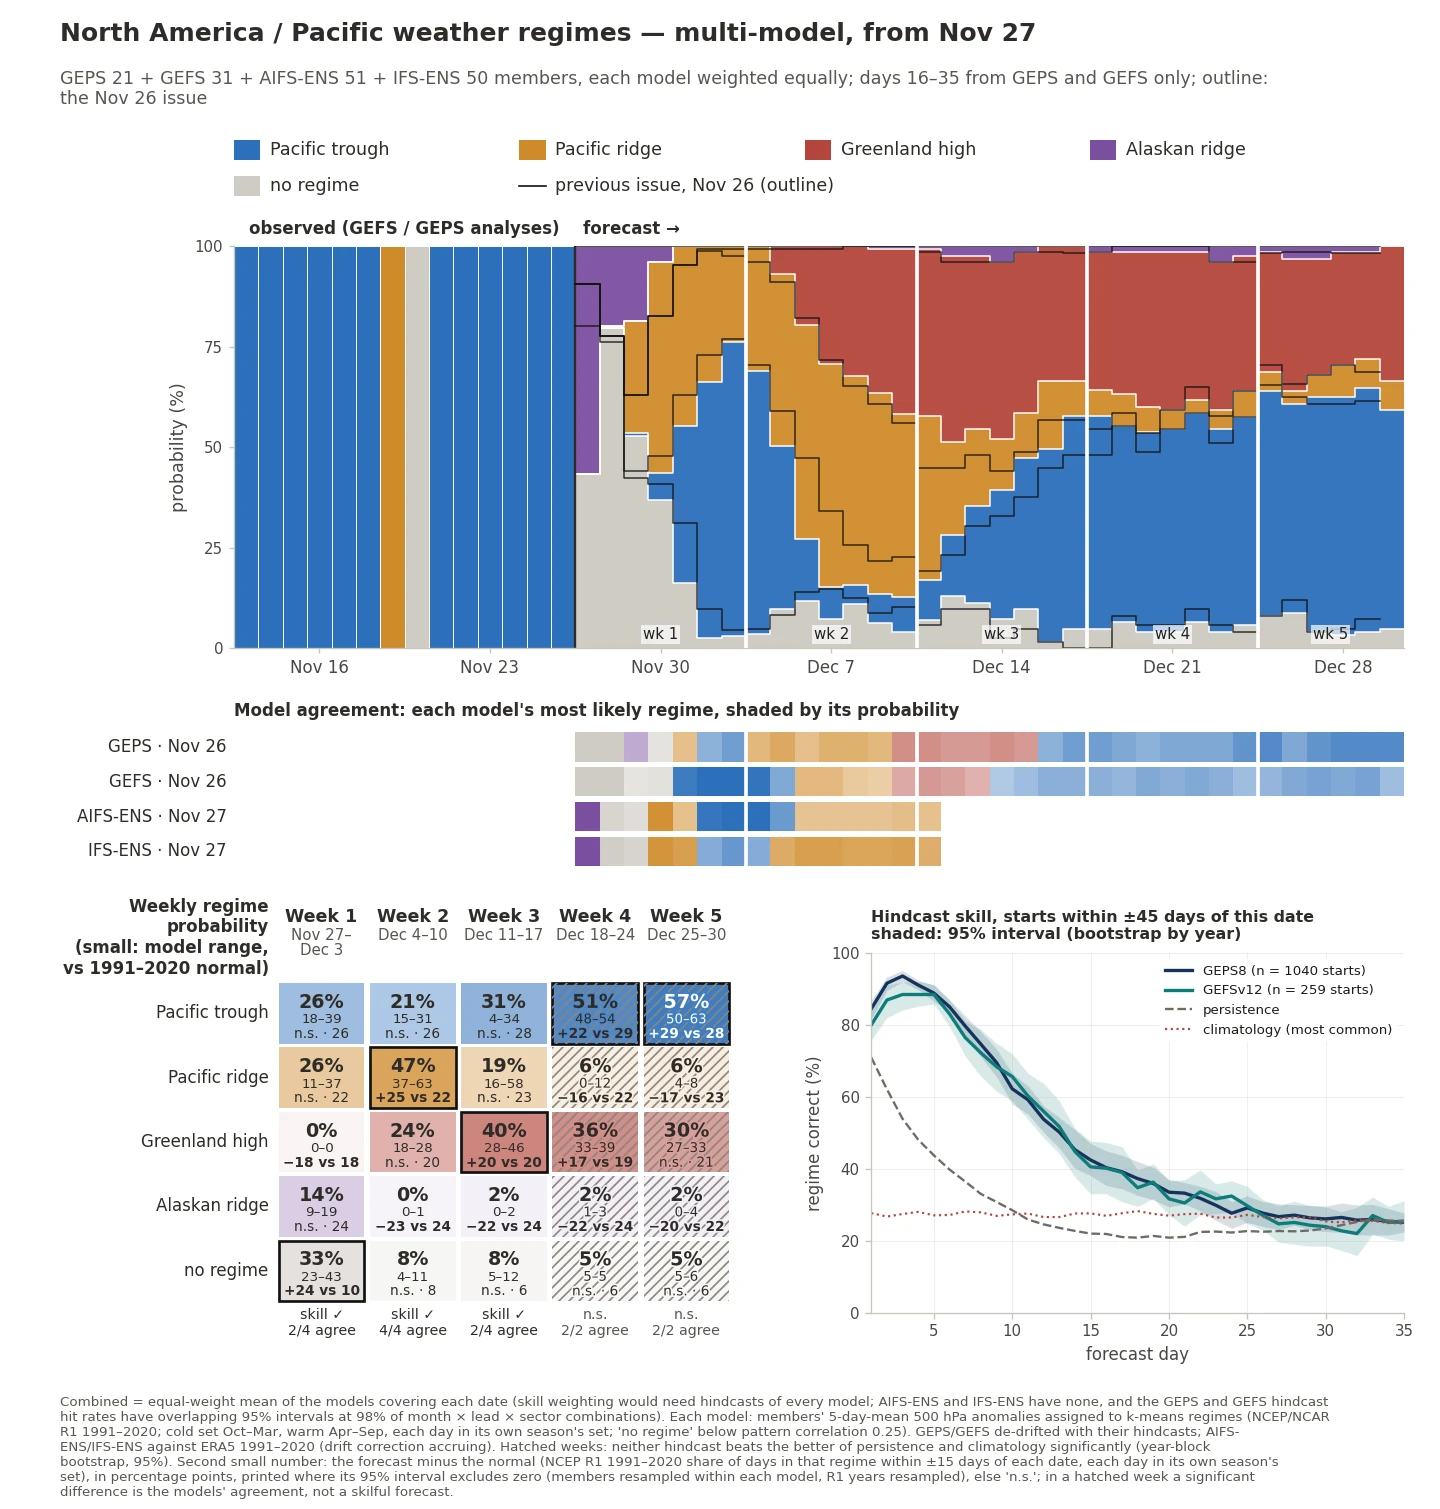 North America / Pacific weather regimes — multi-model, from Nov 27
GEPS 21 + GEFS 31 + AIFS-ENS 51 + IFS-ENS 50 members, each model weighted equally; days 16–35 from GEPS and GEFS only; outline:
the Nov 26 issue
Pacific trough
Pacific ridge
Greenland high
Alaskan ridge
no regime
previous issue, Nov 26 (outline)
observed (GEFS / GEPS analyses)
forecast →
100
75
50
25
0
probability (%)
wk 1
wk 2
wk 3
wk 4
wk 5
Nov 16
Nov 23
Nov 30
Dec 7
Dec 14
Dec 21
Dec 28
Model agreement: each model's most likely regime, shaded by its probability
GEPS · Nov 26
GEFS · Nov 26
AIFS-ENS · Nov 27
IFS-ENS · Nov 27
Weekly regime
probability
(small: model range,
vs 1991–2020 normal)
Week 1
Nov 27–
Dec 3
Week 2
Dec 4–10
Week 3
Dec 11–17
Week 4
Dec 18–24
Week 5
Dec 25–30
Pacific trough
26%
18–39
n.s. · 26
21%
15–31
n.s. · 26
31%
4–34
n.s. · 28
51%
48–54
+22 vs 29
57%
50–63
+29 vs 28
Pacific ridge
26%
11–37
n.s. · 22
47%
37–63
+25 vs 22
19%
16–58
n.s. · 23
6%
0–12
−16 vs 22
6%
4–8
−17 vs 23
Greenland high
0%
0–0
−18 vs 18
24%
18–28
n.s. · 20
40%
28–46
+20 vs 20
36%
33–39
+17 vs 19
30%
27–33
n.s. · 21
Alaskan ridge
14%
9–19
n.s. · 24
0%
0–1
−23 vs 24
2%
0–2
−22 vs 24
2%
1–3
−22 vs 24
2%
0–4
−20 vs 22
no regime
33%
23–43
+24 vs 10
8%
4–11
n.s. · 8
8%
5–12
n.s. · 6
5%
5–5
n.s. · 6
5%
5–6
n.s. · 6
skill ✓
2/4 agree
skill ✓
4/4 agree
skill ✓
2/4 agree
n.s.
2/2 agree
n.s.
2/2 agree
Hindcast skill, starts within ±45 days of this date
shaded: 95% interval (bootstrap by year)
GEPS8 (n = 1040 starts)
GEFSv12 (n = 259 starts)
persistence
climatology (most common)
100
80
60
40
20
0
regime correct (%)
5
10
15
20
25
30
35
forecast day
Combined = equal-weight mean of the models covering each date (skill weighting would need hindcasts of every model; AIFS-ENS and IFS-ENS have none, and the GEPS and GEFS hindcast
hit rates have overlapping 95% intervals at 98% of month × lead × sector combinations). Each model: members' 5-day-mean 500 hPa anomalies assigned to k-means regimes (NCEP/NCAR
R1 1991–2020; cold set Oct–Mar, warm Apr–Sep, each day in its own season's set; 'no regime' below pattern correlation 0.25). GEPS/GEFS de-drifted with their hindcasts; AIFS-
ENS/IFS-ENS against ERA5 1991–2020 (drift correction accruing). Hatched weeks: neither hindcast beats the better of persistence and climatology significantly (year-block
bootstrap, 95%). Second small number: the forecast minus the normal (NCEP R1 1991–2020 share of days in that regime within ±15 days of each date, each day in its own season's
set), in percentage points, printed where its 95% interval excludes zero (members resampled within each model, R1 years resampled), else 'n.s.'; in a hatched week a significant
difference is the models' agreement, not a skilful forecast.